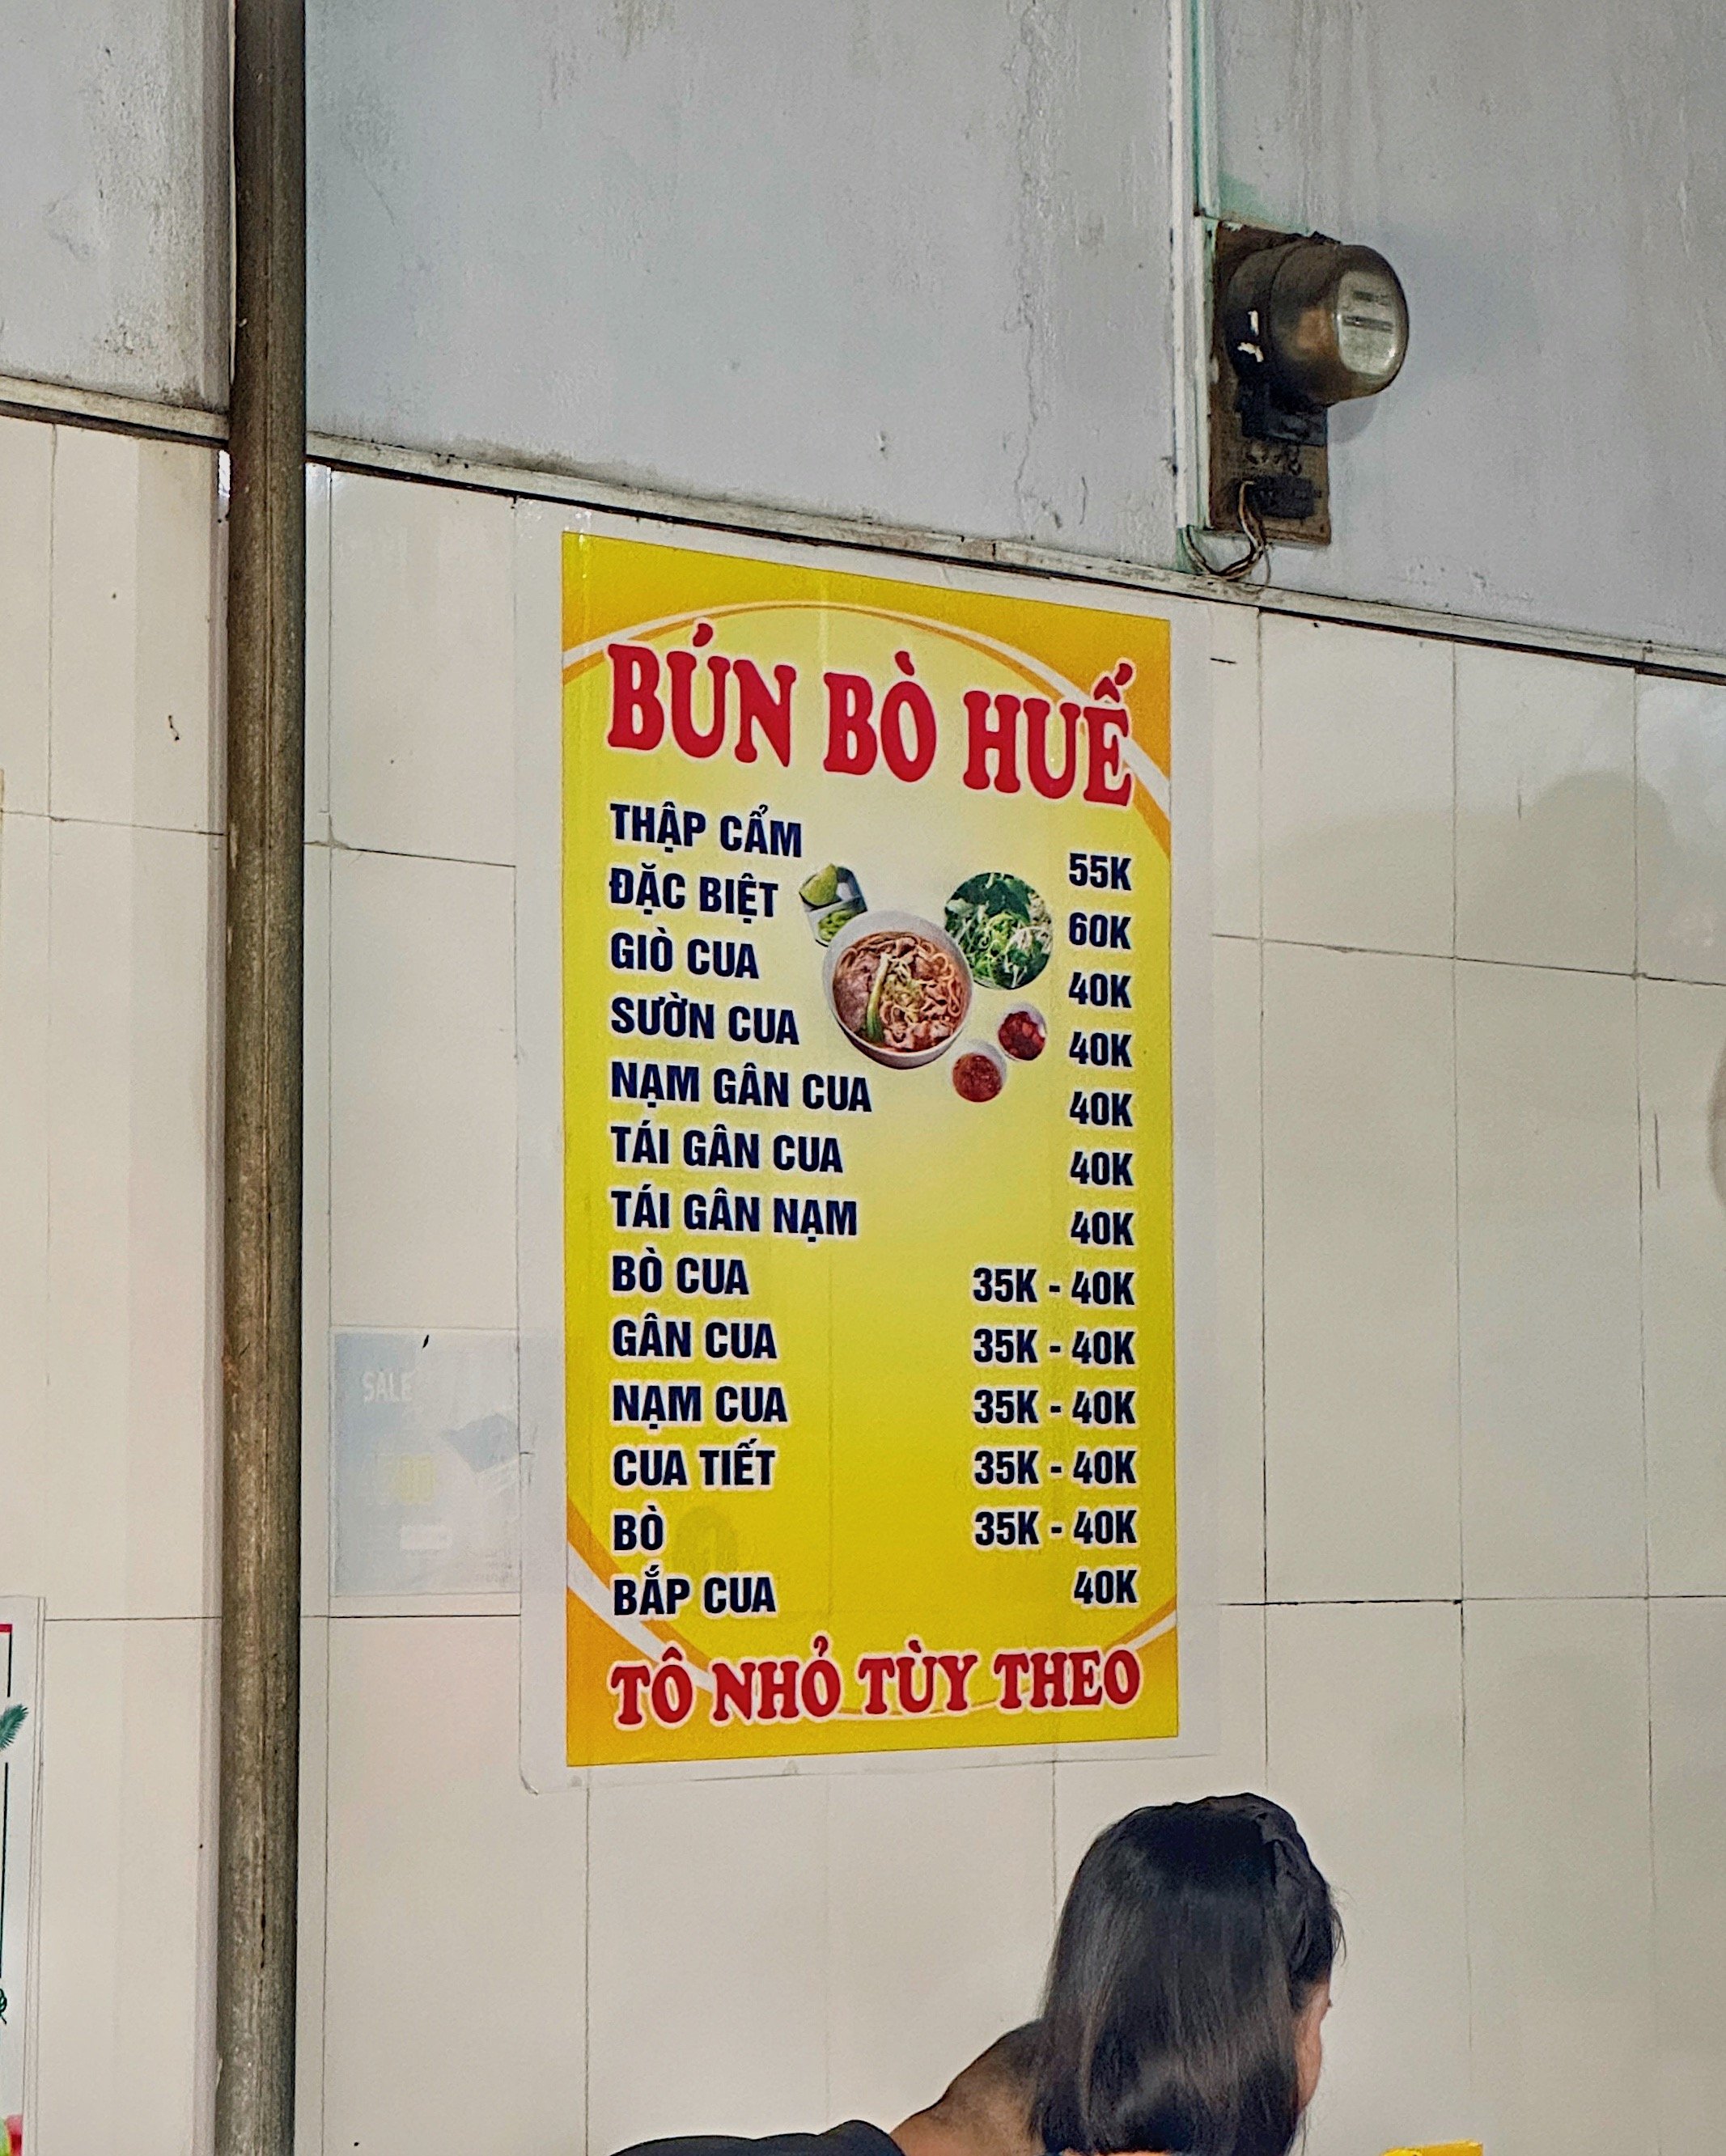 BÚN BÒ HUẾ
THẬP CẨM 55K
ĐẶC BIỆT 60K
GIÒ CUA 40K
SƯỜN CUA 40K
NẠM GÂN CUA 40K
TÁI GÂN CUA 40K
TÁI GÂN NẠM 40K
BÒ CUA 35K - 40K
GÂN CUA 35K - 40K
NẠM CUA 35K - 40K
CUA TIẾT 35K - 40K
BÒ 35K - 40K
BẮP CUA 40K
TÔ NHỎ TÙY THEO
SALE